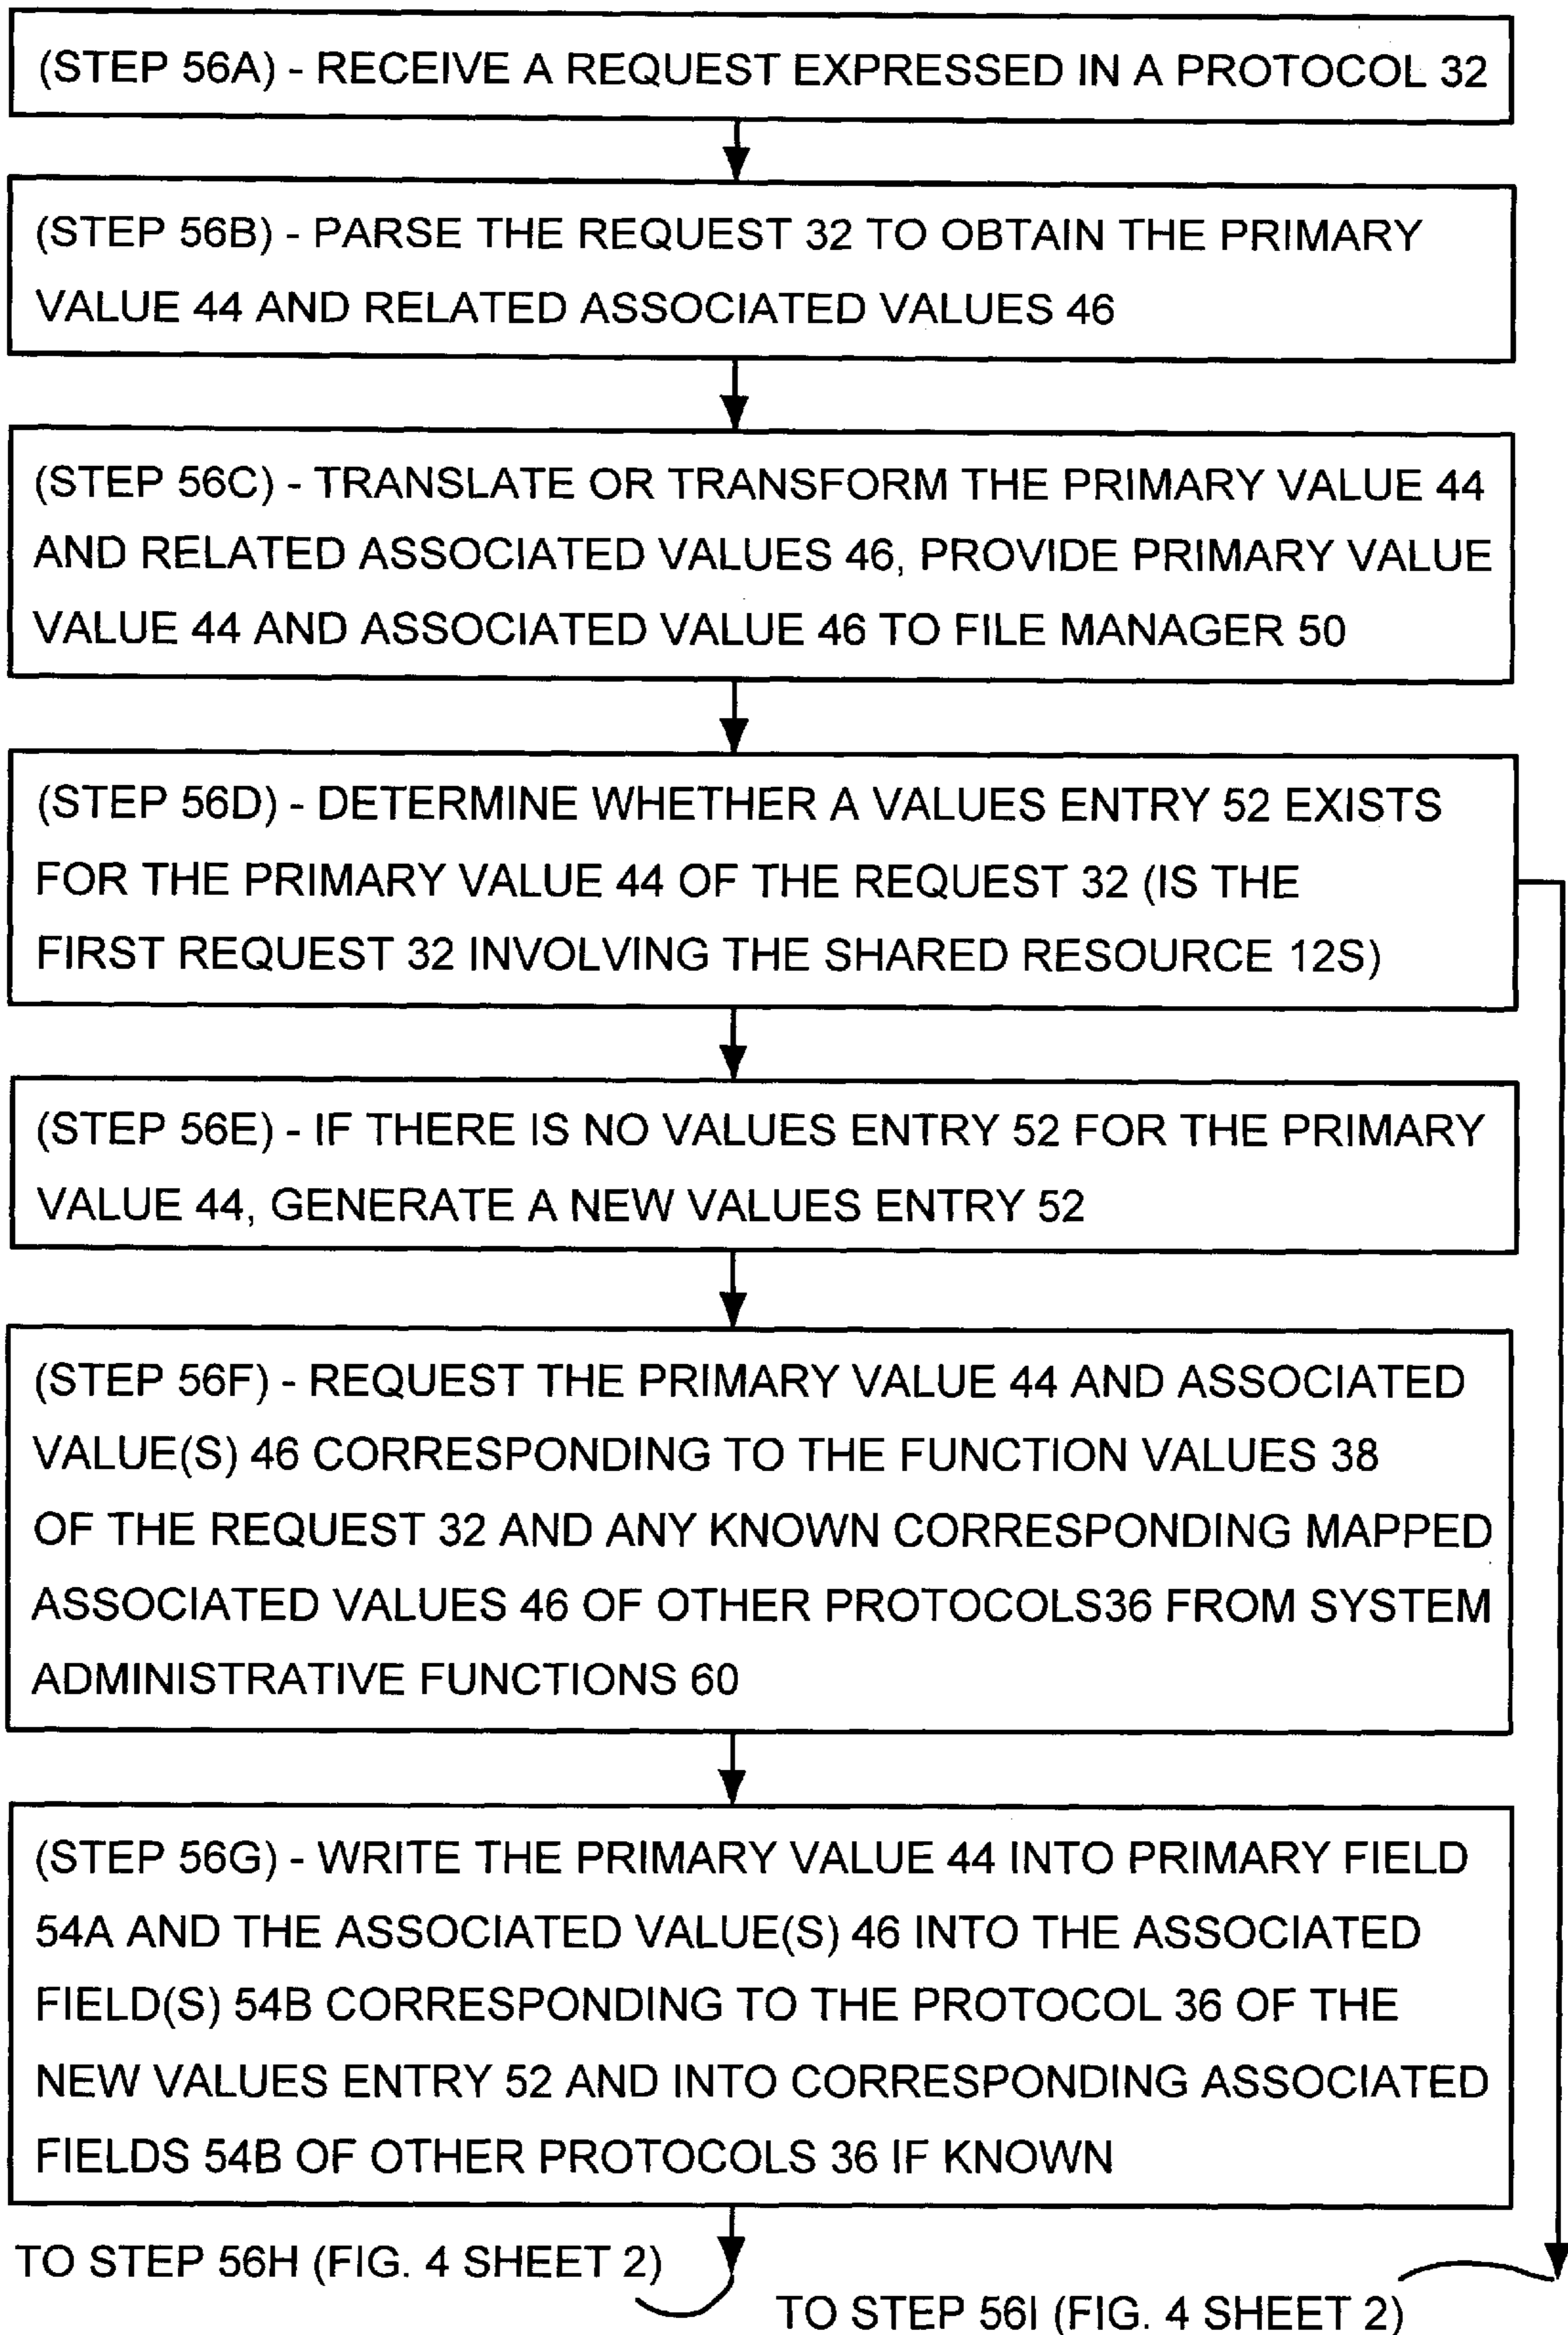 (STEP 56A) - RECEIVE A REQUEST EXPRESSED IN A PROTOCOL 32
(STEP 56B) - PARSE THE REQUEST 32 TO OBTAIN THE PRIMARY
VALUE 44 AND RELATED ASSOCIATED VALUES 46
(STEP 56C) - TRANSLATE OR TRANSFORM THE PRIMARY VALUE 44
AND RELATED ASSOCIATED VALUES 46, PROVIDE PRIMARY VALUE
VALUE 44 AND ASSOCIATED VALUE 46 TO FILE MANAGER 50
(STEP 56D) - DETERMINE WHETHER A VALUES ENTRY 52 EXISTS
FOR THE PRIMARY VALUE 44 OF THE REQUEST 32 (IS THE
FIRST REQUEST 32 INVOLVING THE SHARED RESOURCE 12S)
(STEP 56E) - IF THERE IS NO VALUES ENTRY 52 FOR THE PRIMARY
VALUE 44, GENERATE A NEW VALUES ENTRY 52
(STEP 56F) - REQUEST THE PRIMARY VALUE 44 AND ASSOCIATED
VALUE(S) 46 CORRESPONDING TO THE FUNCTION VALUES 38
OF THE REQUEST 32 AND ANY KNOWN CORRESPONDING MAPPED
ASSOCIATED VALUES 46 OF OTHER PROTOCOLS36 FROM SYSTEM
ADMINISTRATIVE FUNCTIONS 60
(STEP 56G) - WRITE THE PRIMARY VALUE 44 INTO PRIMARY FIELD
54A AND THE ASSOCIATED VALUE(S) 46 INTO THE ASSOCIATED
FIELD(S) 54B CORRESPONDING TO THE PROTOCOL 36 OF THE
NEW VALUES ENTRY 52 AND INTO CORRESPONDING ASSOCIATED
FIELDS 54B OF OTHER PROTOCOLS 36 IF KNOWN
TO STEP 56H (FIG. 4 SHEET 2)
TO STEP 56I (FIG. 4 SHEET 2)